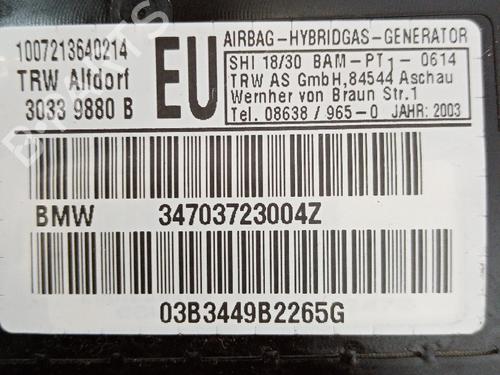 1007213640214
TRW Alfdorf
3033 9880 B
EU
AIRBAG-HYBRIDGAS-GENERATOR
SHI 18/30 BAM-PT1-0614
TRW AS GmbH,84544 Aschau
Wernher von Braun Str.1
Tel. 08638/965-0 JAHR: 2003
BMW 34703723004Z
03B3449B2265G